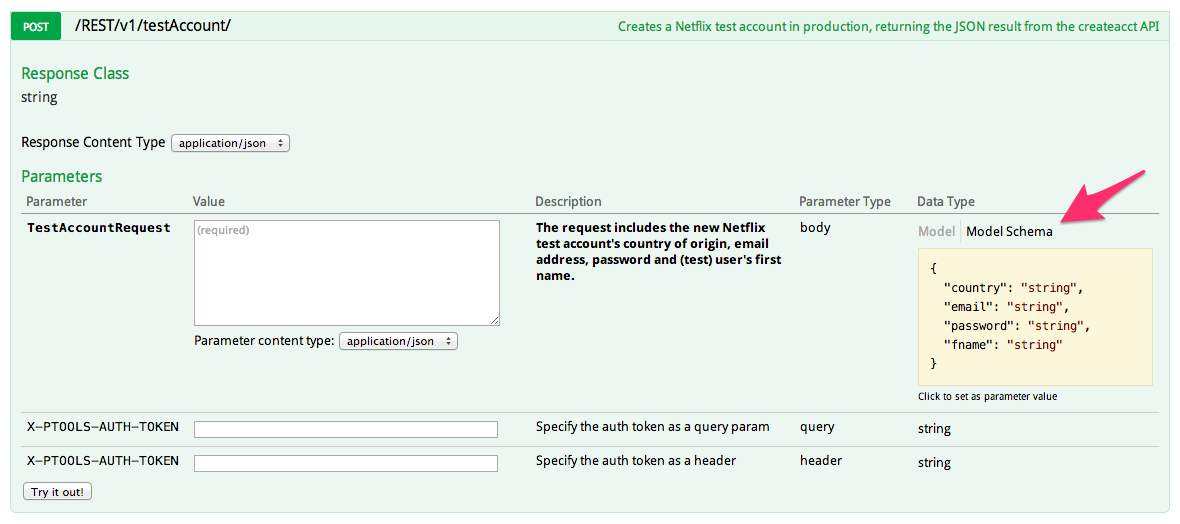 POST /REST/v1/testAccount/ Creates a Netflix test account in production, returning the JSON result from the createacct API
Response Class
string
Response Content Type application/json
Parameters
Parameter Value Description Parameter Type Data Type
TestAccountRequest (required) The request includes the new Netflix body
test account's country of origin, email
address, password and (test) user's first
name.
Parameter content type: application/json
Model Model Schema
{
"country": "string",
"email": "string",
"password": "string",
"fname": "string"
}
Click to set as parameter value
X-PTOOLS-AUTH-TOKEN Specify the auth token as a query param query string
X-PTOOLS-AUTH-TOKEN Specify the auth token as a header header string
Try it out!